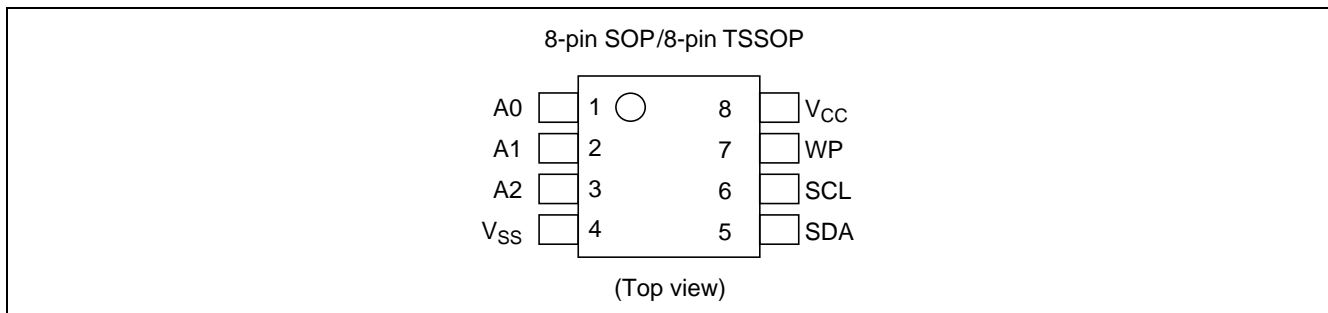 8-pin SOP/8-pin TSSOP
A0 1 8 VCC
A1 2 7 WP
A2 3 6 SCL
VSS 4 5 SDA
(Top view)